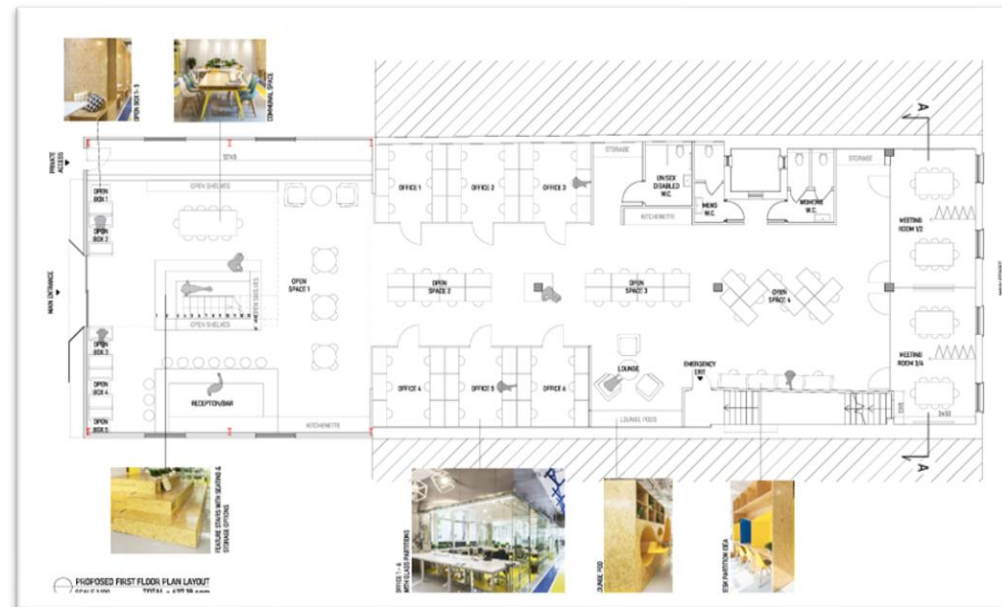 OPEN BOX 1- 5
COMMUNAL SPACE
PRIVATE
ACCESS
12145
OPEN SHELVES
OPEN
BOX 1
OPEN
BOX 2
MAIN ENTRANCE
OPEN
BOX 3
OPEN
BOX 4
OPEN
BOX 5
OPEN
SPACE 1
OPEN SHELVES
OPEN SHELVES
RECEPTION/BAR
KITCHENETTE
OFFICE 1
OFFICE 2
OFFICE 3
STORAGE
UNISEX
DISABLED
W.C.
KITCHENETTE
MENS
W.C.
WOMENS
W.C.
STORAGE
MEETING
ROOM 1/2
OPEN
SPACE 2
OPEN
SPACE 3
OPEN
SPACE 4
OFFICE 4
OFFICE 5
OFFICE 6
LOUNGE
LOUNGE PODS
EMERGENCY
EXIT
MEETING
ROOM 3/4
A
A
FEATURE STAIRS WITH SEATING &
STORAGE OPTIONS
OFFICE 1 - 6
WITH GLASS PARTITIONS
LOUNGE POD
DESK PARTITION IDEA
PROPOSED FIRST FLOOR PLAN LAYOUT